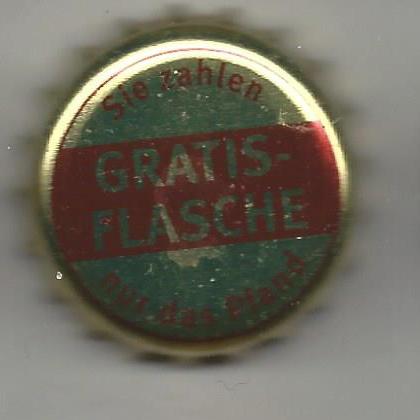 Sie zahlen
GRATIS-
FLASCHE
nur das Pfand